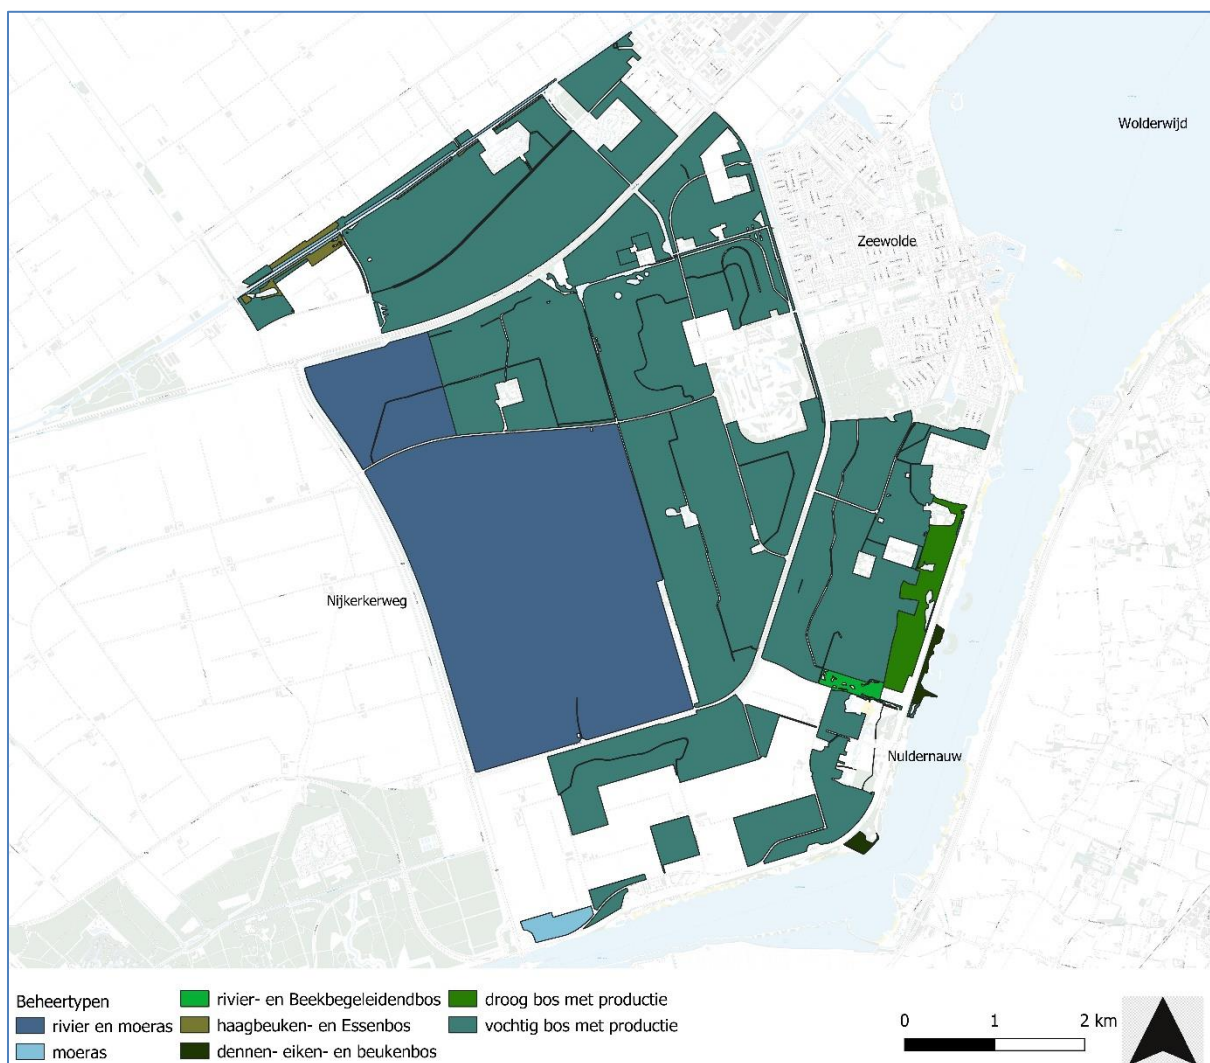 Wolderwijd
Zeewolde
Nijkerkerweg
Nuldernauw
Beheertypen
rivier en moeras
moeras
rivier- en Beekbegeleidendbos
haagbeuken- en Essenbos
dennen- eiken- en beukenbos
droog bos met productie
vochtig bos met productie
0 1 2 km